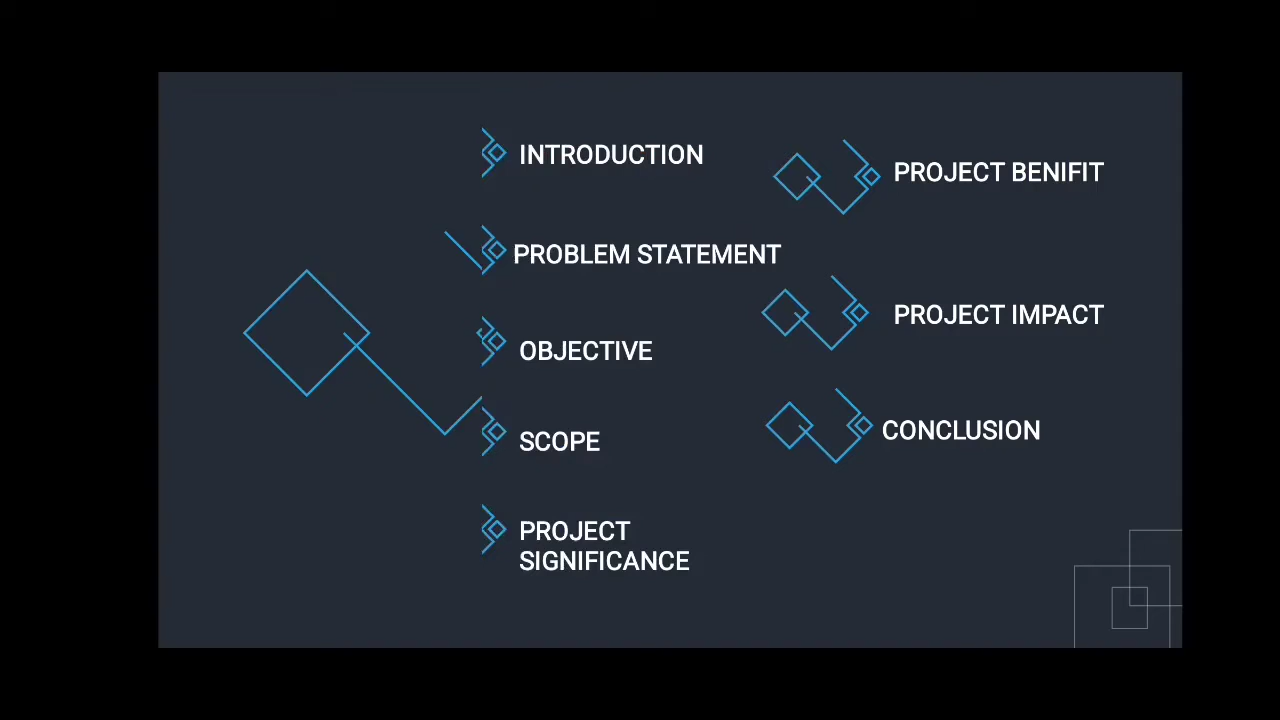 INTRODUCTION
PROBLEM STATEMENT
OBJECTIVE
SCOPE
PROJECT
SIGNIFICANCE
PROJECT BENIFIT
PROJECT IMPACT
CONCLUSION